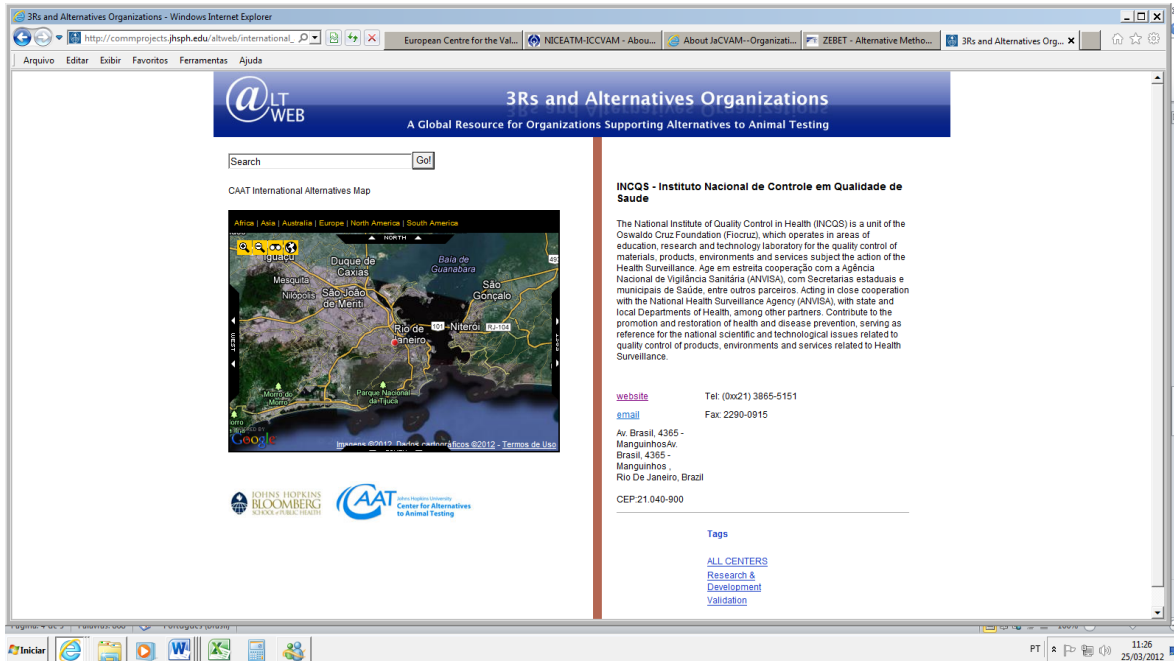 3Rs and Alternatives Organizations - Windows Internet Explorer
http://commprojects.jhsph.edu/altweb/international_
European Centre for the Val...
NICEATM-ICCVAM - Abou...
About JaCVAM--Organizati...
ZEBET - Alternative Metho...
3Rs and Alternatives Org...
Arquivo Editar Exibir Favoritos Ferramentas Ajuda
@LT WEB
3Rs and Alternatives Organizations
A Global Resource for Organizations Supporting Alternatives to Animal Testing
Search Go!
CAAT International Alternatives Map
Africa | Asia | Australia | Europe | North America | South America
NORTH
Iguaçu
Duque de
Caxias
Baía de
Guanabara
Mesquita
Nilópolis
São João
de Meriti
São
Gonçalo
Rio de
Janeiro
101
Niterói
RJ-104
WEST
EAST
Morro do
Morro
Parque Nacional
da Tijuca
POWERED BY
Google
Imagens ©2012, Dados cartográficos ©2012 - Termos de Uso
JOHNS HOPKINS
BLOOMBERG
SCHOOL of PUBLIC HEALTH
CAAT
Johns Hopkins University
Center for Alternatives
to Animal Testing
INCQS - Instituto Nacional de Controle em Qualidade de
Saude
The National Institute of Quality Control in Health (INCQS) is a unit of the
Oswaldo Cruz Foundation (Fiocruz), which operates in areas of
education, research and technology laboratory for the quality control of
materials, products, environments and services subject the action of the
Health Surveillance. Age em estreita cooperação com a Agência
Nacional de Vigilância Sanitária (ANVISA), com Secretarias estaduais e
municipais de Saúde, entre outros parceiros. Acting in close cooperation
with the National Health Surveillance Agency (ANVISA), with state and
local Departments of Health, among other partners. Contribute to the
promotion and restoration of health and disease prevention, serving as
reference for the national scientific and technological issues related to
quality control of products, environments and services related to Health
Surveillance.
website Tel: (0xx21) 3865-5151
email Fax: 2290-0915
Av. Brasil, 4365 -
ManguinhosAv.
Brasil, 4365 -
Manguinhos ,
Rio De Janeiro, Brazil
CEP:21.040-900
Tags
ALL CENTERS
Research &
Development
Validation
Iniciar
PT
11:26
25/03/2012